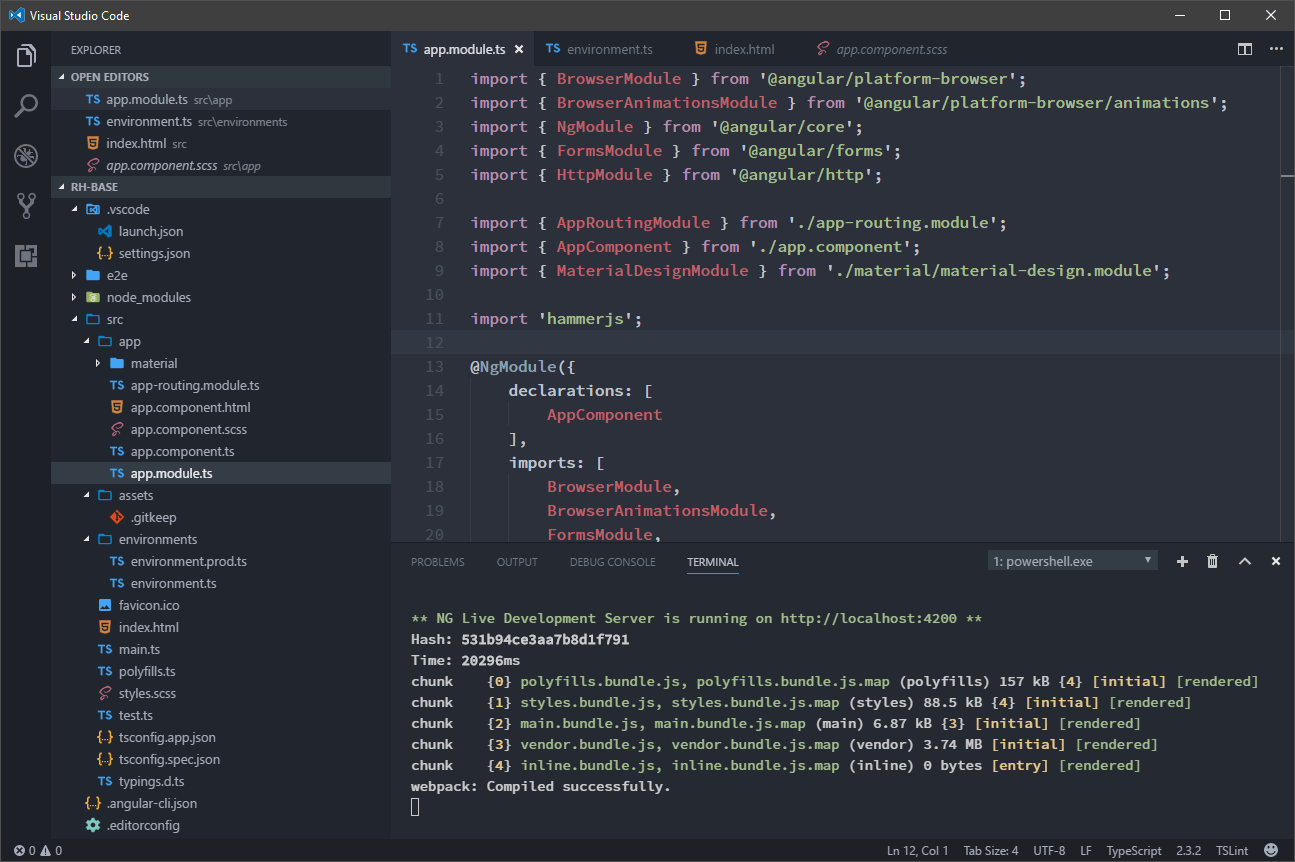 Visual Studio Code
EXPLORER
OPEN EDITORS
TS app.module.ts src\app
TS environment.ts src\environments
index.html src
app.component.scss src\app
RH-BASE
.vscode
launch.json
{..} settings.json
e2e
node_modules
src
app
material
TS app-routing.module.ts
app.component.html
app.component.scss
TS app.component.ts
TS app.module.ts
assets
.gitkeep
environments
TS environment.prod.ts
TS environment.ts
favicon.ico
index.html
TS main.ts
TS polyfills.ts
styles.scss
TS test.ts
{..} tsconfig.app.json
{..} tsconfig.spec.json
TS typings.d.ts
{..} .angular-cli.json
.editorconfig
TS app.module.ts TS environment.ts index.html app.component.scss
1 import { BrowserModule } from '@angular/platform-browser';
2 import { BrowserAnimationsModule } from '@angular/platform-browser/animations';
3 import { NgModule } from '@angular/core';
4 import { FormsModule } from '@angular/forms';
5 import { HttpModule } from '@angular/http';
6
7 import { AppRoutingModule } from './app-routing.module';
8 import { AppComponent } from './app.component';
9 import { MaterialDesignModule } from './material/material-design.module';
10
11 import 'hammerjs';
12
13 @NgModule({
14 declarations: [
15 AppComponent
16 ],
17 imports: [
18 BrowserModule,
19 BrowserAnimationsModule,
20 FormsModule,
PROBLEMS OUTPUT DEBUG CONSOLE TERMINAL 1: powershell.exe
** NG Live Development Server is running on http://localhost:4200 **
Hash: 531b94ce3aa7b8d1f791
Time: 20296ms
chunk {0} polyfills.bundle.js, polyfills.bundle.js.map (polyfills) 157 kB {4} [initial] [rendered]
chunk {1} styles.bundle.js, styles.bundle.js.map (styles) 88.5 kB {4} [initial] [rendered]
chunk {2} main.bundle.js, main.bundle.js.map (main) 6.87 kB {3} [initial] [rendered]
chunk {3} vendor.bundle.js, vendor.bundle.js.map (vendor) 3.74 MB [initial] [rendered]
chunk {4} inline.bundle.js, inline.bundle.js.map (inline) 0 bytes [entry] [rendered]
webpack: Compiled successfully.
0 0 Ln 12, Col 1 Tab Size: 4 UTF-8 LF TypeScript 2.3.2 TSLint